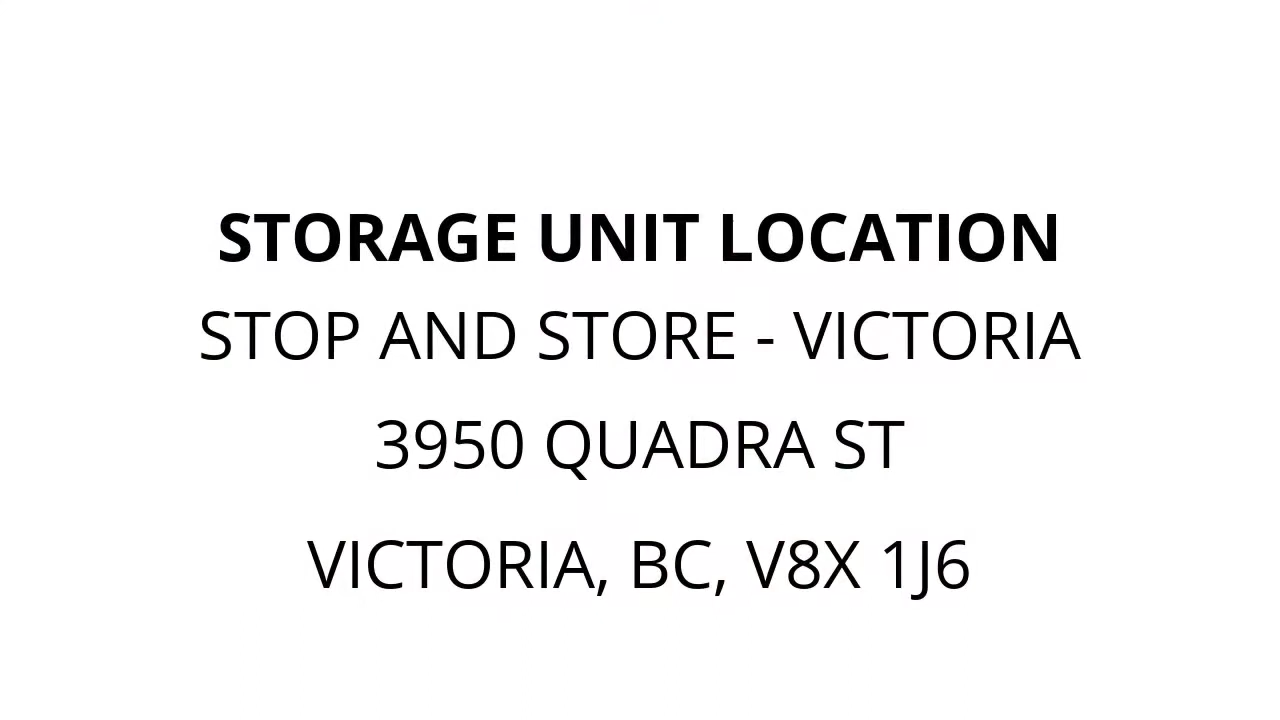 STORAGE UNIT LOCATION
STOP AND STORE - VICTORIA
3950 QUADRA ST
VICTORIA, BC, V8X 1J6